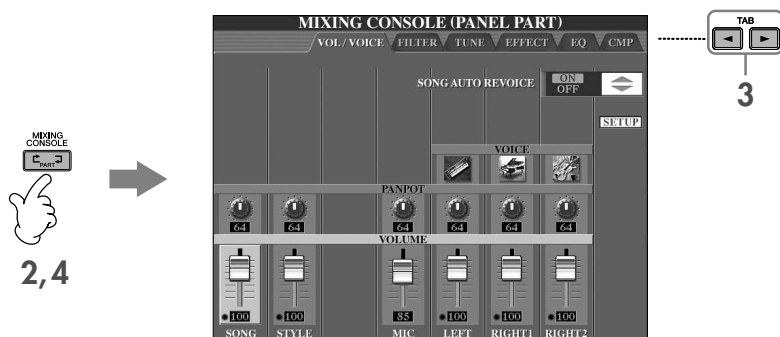 MIXING CONSOLE (PANEL PART)
VOL / VOICE FILTER TUNE EFFECT EQ CMP
TAB
3
SONG AUTO REVOICE ON
OFF
SETUP
MIXING
CONSOLE
PART
2, 4
VOICE
PANPOT
64 64 64 64 64 64
VOLUME
100 100 85 100 100 100
SONG STYLE MIC LEFT RIGHT1 RIGHT2